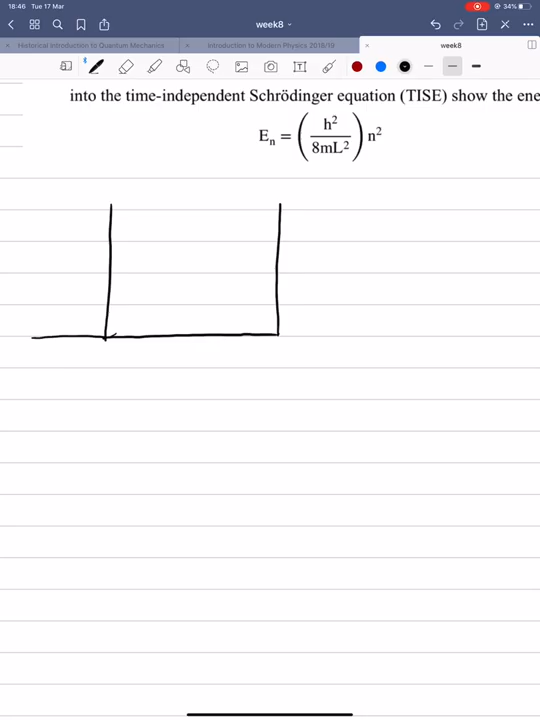 18:46 Tue 17 Mar 34%
week8
Historical introduction to Quantum Mechanics
Introduction to Modern Physics 2018/19
week8
into the time-independent Schrödinger equation (TISE) show the ene
Eₙ = (h² / 8mL²) n²